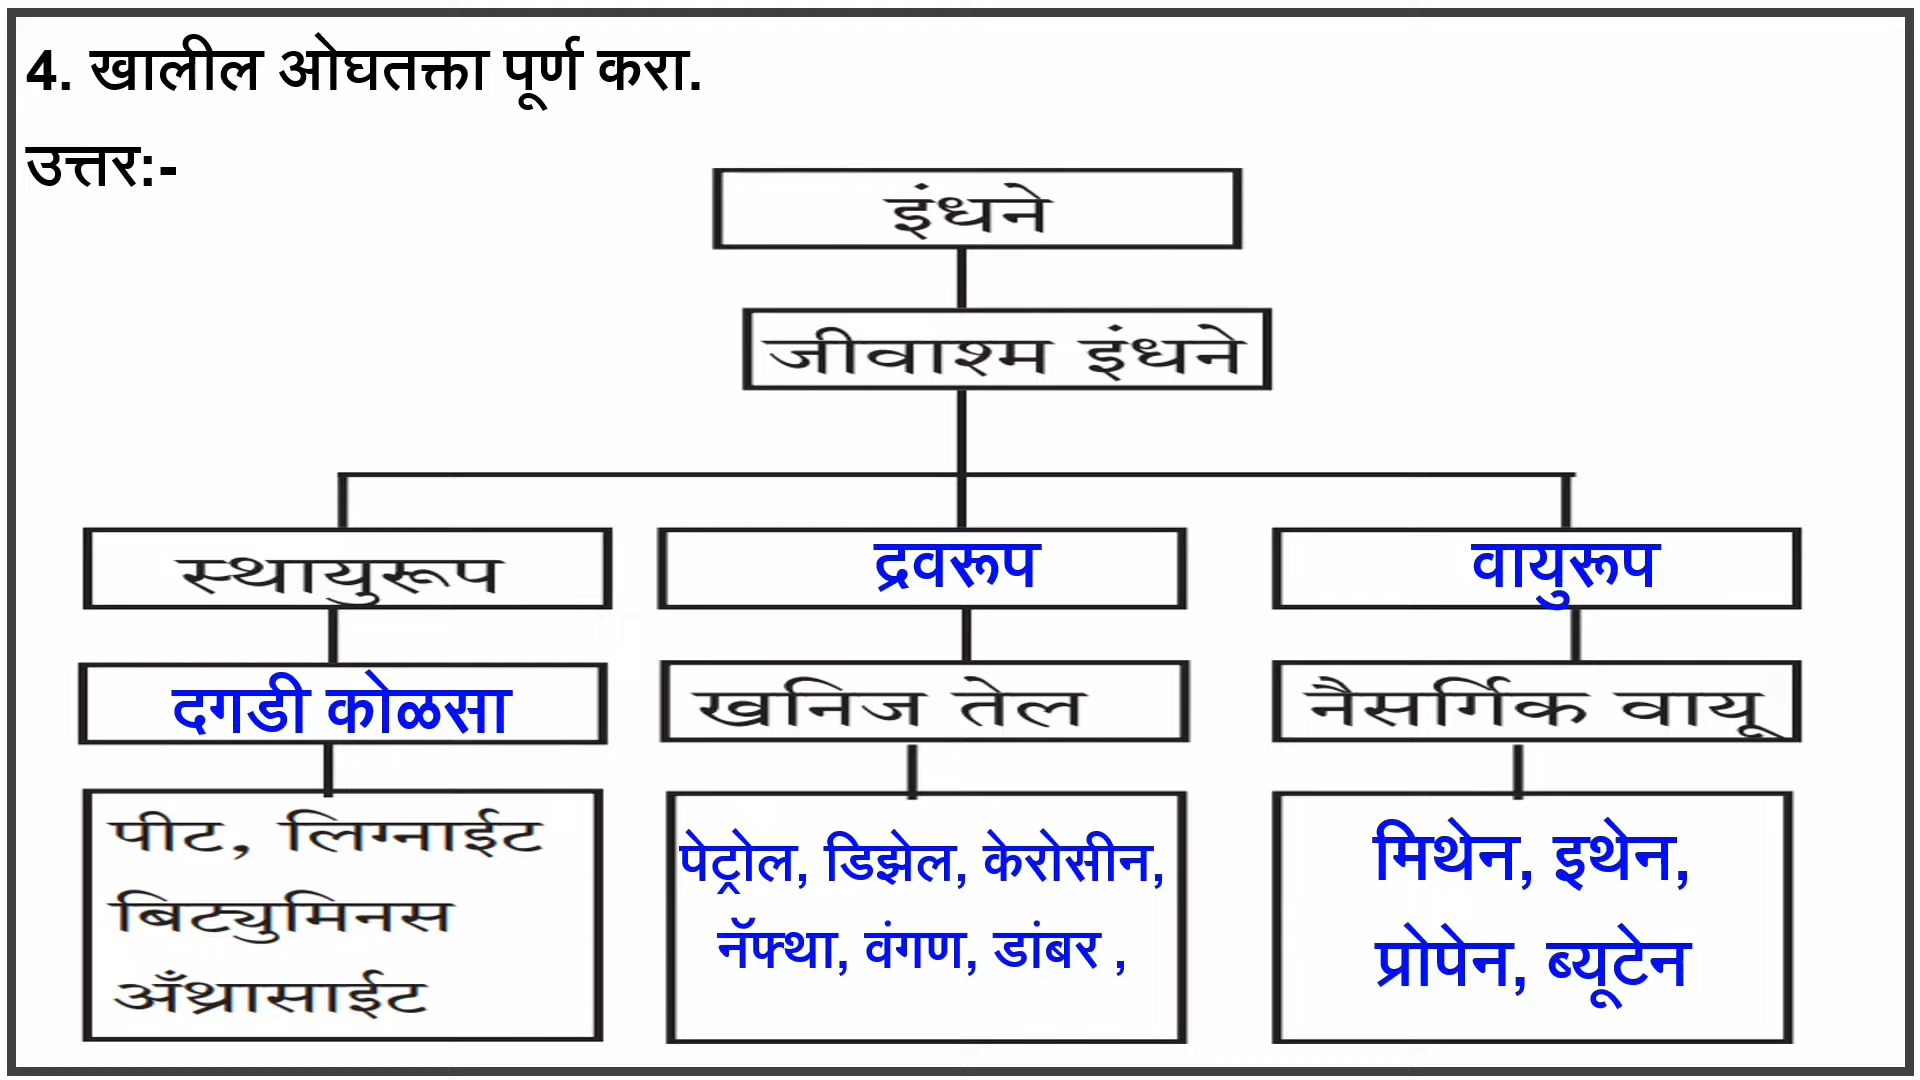 4. खालील ओघतक्ता पूर्ण करा.
उत्तर:-
इंधने
जीवाश्म इंधने
स्थायुरूप
द्रवरूप
वायुरूप
दगडी कोळसा
खनिज तेल
नैसर्गिक वायू
पीट, लिग्नाईट
बिट्युमिनस
अँथ्रासाईट
पेट्रोल, डिझेल, केरोसीन,
नॅफ्था, वंगण, डांबर ,
मिथेन, इथेन,
प्रोपेन, ब्यूटेन